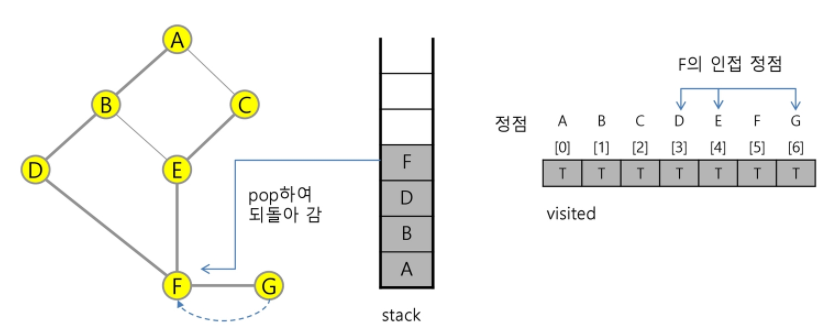 A
B
C
D
E
F
G
pop하여
되돌아 감
F
D
B
A
stack
F의 인접 정점
정점 A B C D E F G
[0] [1] [2] [3] [4] [5] [6]
T T T T T T T
visited